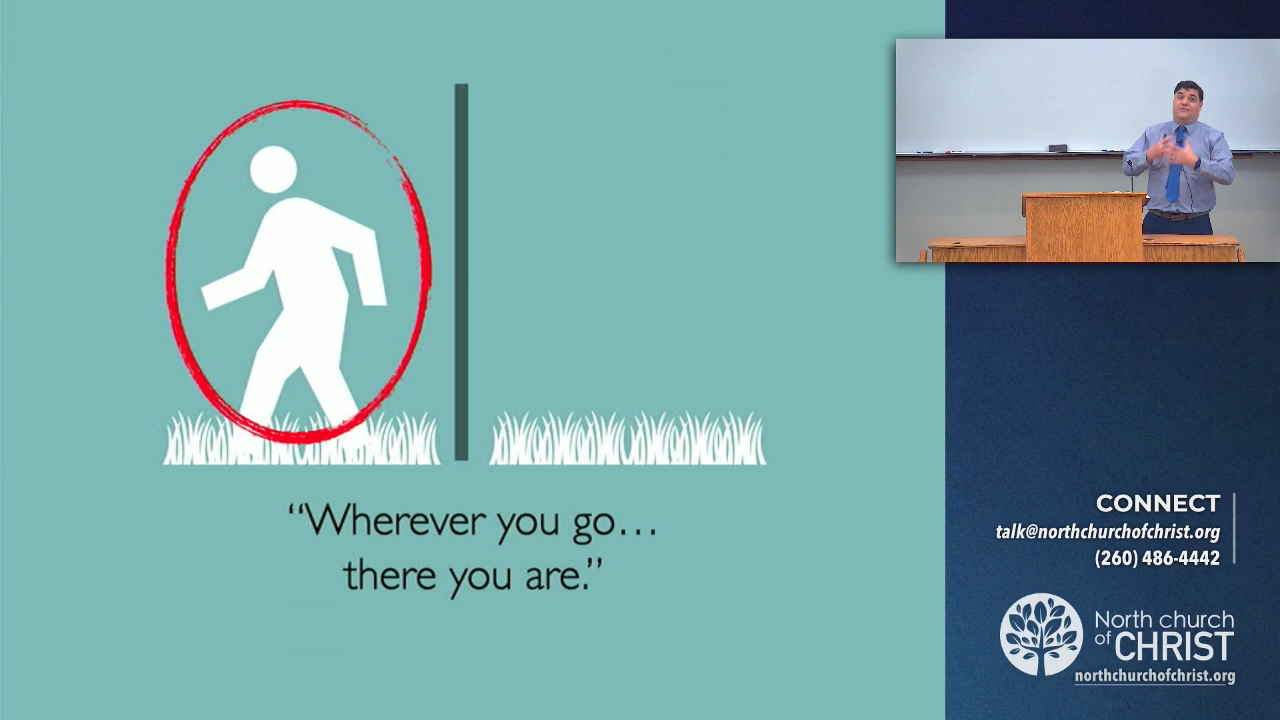 “Wherever you go…
there you are.”
CONNECT
talk@northchurchofchrist.org
(260) 486-4442
North church
of CHRIST
northchurchofchrist.org